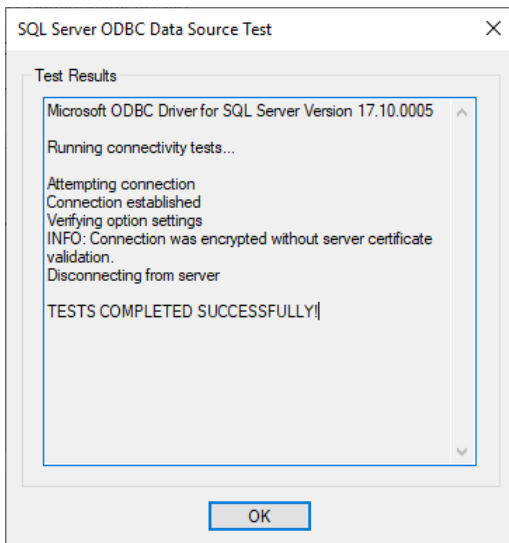 SQL Server ODBC Data Source Test
Test Results
Microsoft ODBC Driver for SQL Server Version 17.10.0005
Running connectivity tests...
Attempting connection
Connection established
Verifying option settings
INFO: Connection was encrypted without server certificate
validation.
Disconnecting from server
TESTS COMPLETED SUCCESSFULLY!
OK